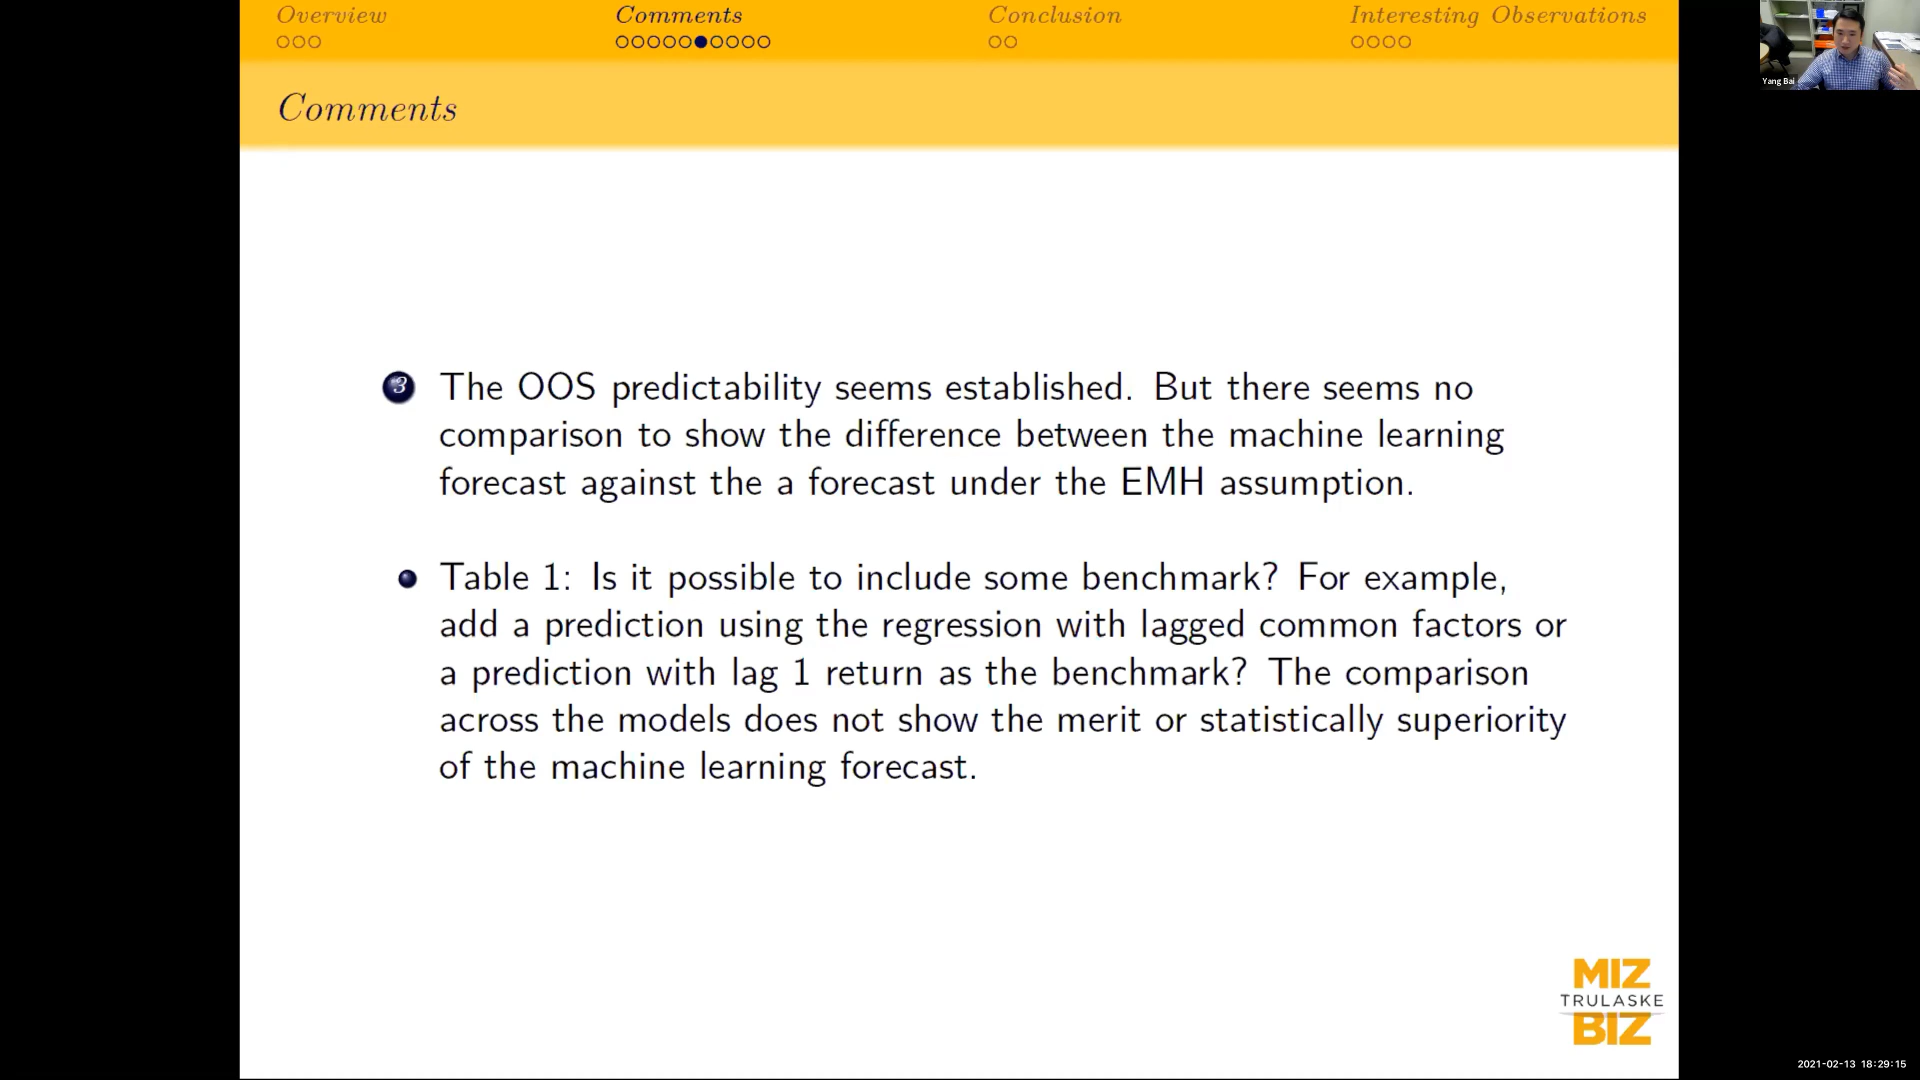 Overview
Comments
Conclusion
Interesting Observations
Yang Bai
Comments
3 The OOS predictability seems established. But there seems no
comparison to show the difference between the machine learning
forecast against the a forecast under the EMH assumption.
Table 1: Is it possible to include some benchmark? For example,
add a prediction using the regression with lagged common factors or
a prediction with lag 1 return as the benchmark? The comparison
across the models does not show the merit or statistically superiority
of the machine learning forecast.
MIZ
TRULASKE
BIZ
2021-02-13 18:29:15